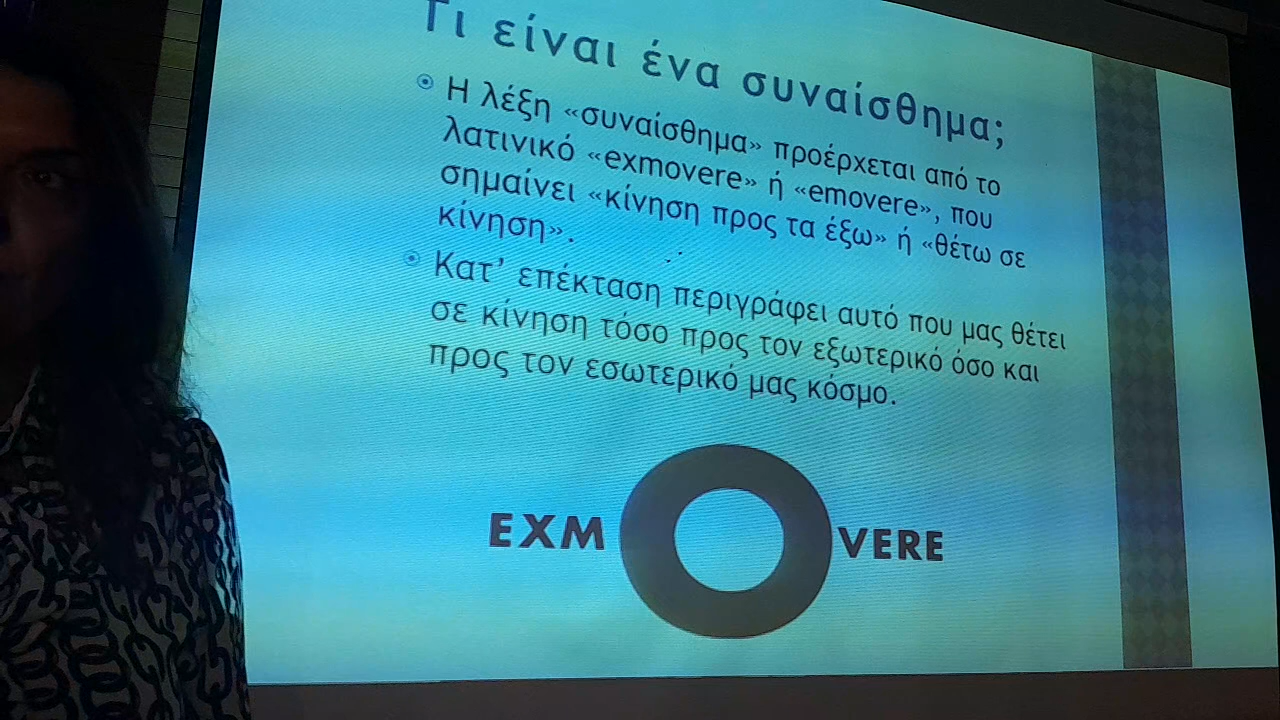 Τι είναι ένα συναίσθημα;
Η λέξη «συναίσθημα» προέρχεται από το
λατινικό «exmovere» ή «emovere», που
σημαίνει «κίνηση προς τα έξω» ή «θέτω σε
κίνηση».
Κατ’ επέκταση περιγράφει αυτό που μας θέτει
σε κίνηση τόσο προς τον εξωτερικό όσο και
προς τον εσωτερικό μας κόσμο.
EXMOVERE